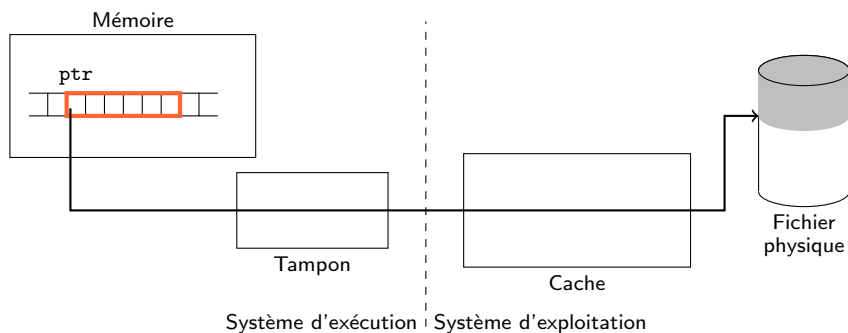 Mémoire
ptr
Tampon
Cache
Fichier
physique
Système d'exécution
Système d'exploitation